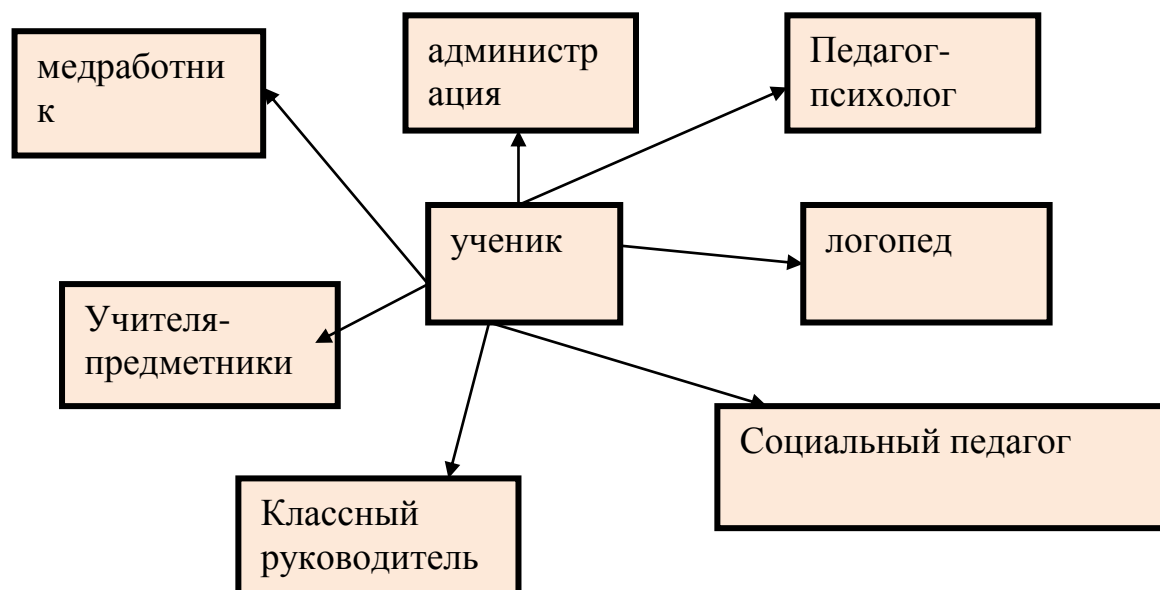 медработни
к
администр
ация
Педагог-
психолог
ученик
логопед
Учителя-
предметники
Социальный педагог
Классный
руководитель